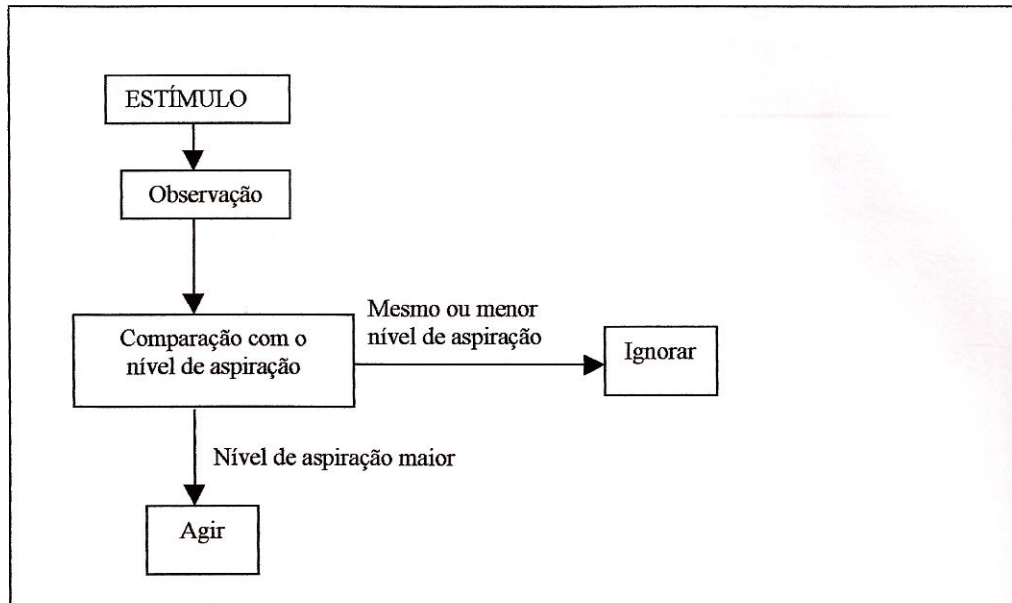 ESTÍMULO
Observação
Comparação com o
nível de aspiração
Mesmo ou menor
nível de aspiração
Ignorar
Nível de aspiração maior
Agir